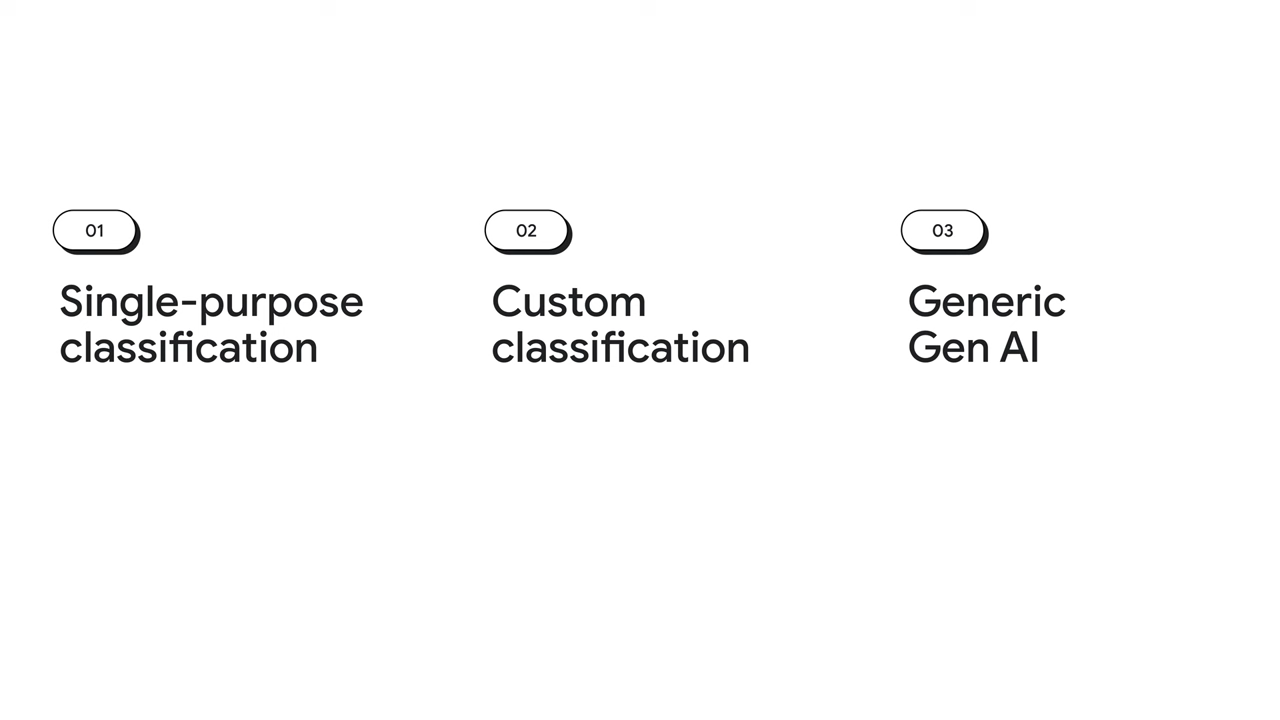 01
Single-purpose
classification
02
Custom
classification
03
Generic
Gen AI